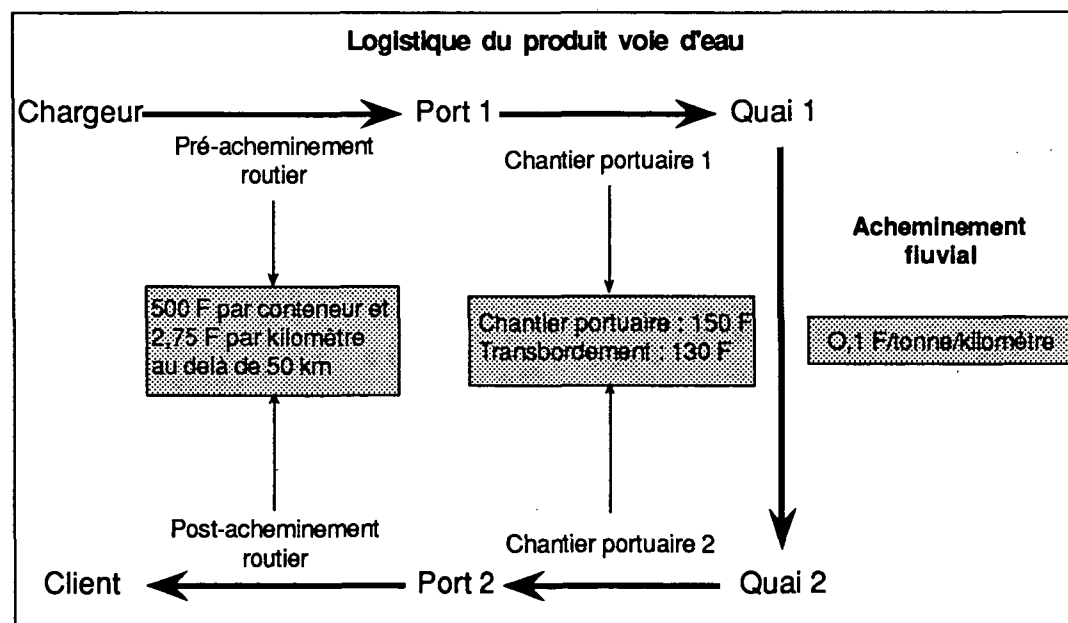 Logistique du produit voie d'eau
Chargeur
Port 1
Quai 1
Pré-acheminement
routier
Chantier portuaire 1
Acheminement
fluvial
500 F par conteneur et
2,75 F par kilomètre
au delà de 50 km
Chantier portuaire : 150 F
Transbordement : 130 F
O,1 F/tonne/kilomètre
Post-acheminement
routier
Chantier portuaire 2
Client
Port 2
Quai 2